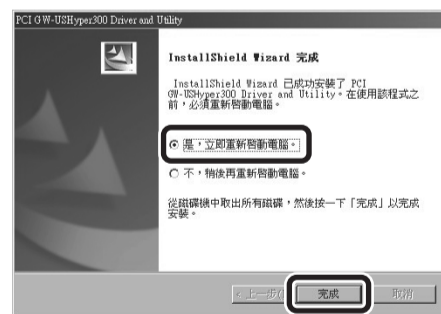 PCI GW-USHyper300 Driver and Utility
InstallShield Wizard 完成
InstallShield Wizard 已成功安裝了 PCI
GW-USHyper300 Driver and Utility。在使用該程式之
前，必須重新啓動電腦。
是，立即重新啓動電腦。
不，稍後再重新啓動電腦。
從磁碟機中取出所有磁碟，然後按一下「完成」以完成
安裝。
< 上一步(
完成
取消